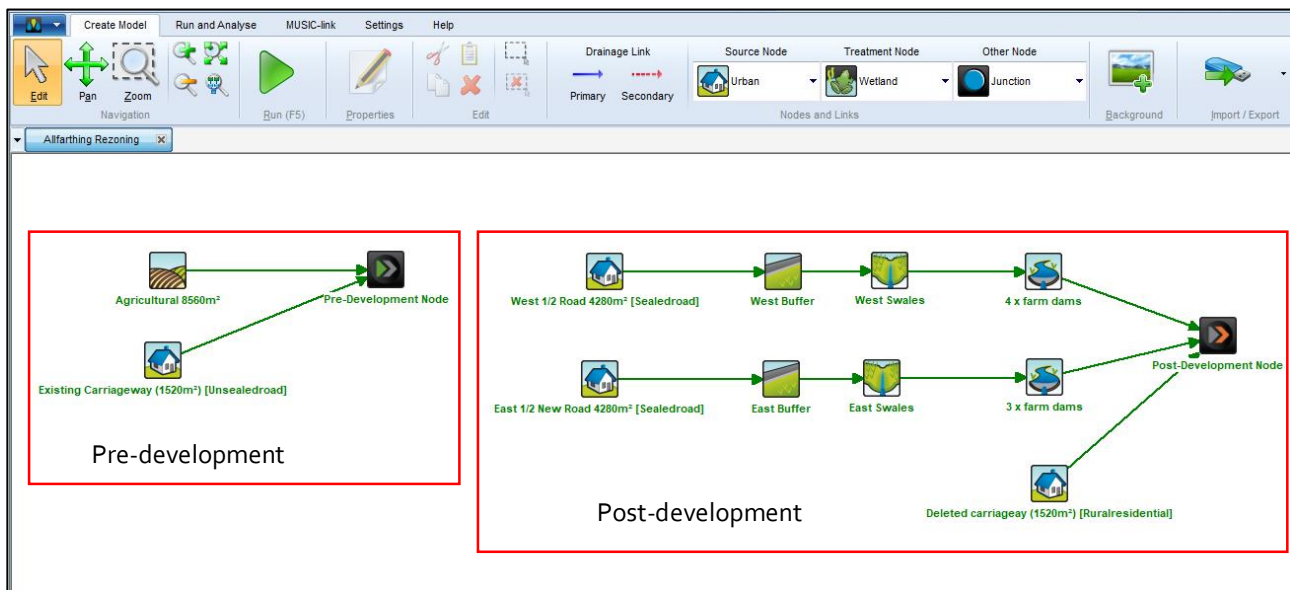 Create Model Run and Analyse MUSIC-link Settings Help
Drainage Link Source Node Treatment Node Other Node
Urban Wetland Junction
Edit Pan Zoom Primary Secondary
Navigation Run (F5) Properties Edit Nodes and Links Background Import / Export
Allfarthing Rezoning
Agricultural 8560m²
Pre-Development Node
Existing Carriageway (1520m²) [Unsealedroad]
Pre-development
West 1/2 Road 4280m² [Sealedroad] West Buffer West Swales 4 x farm dams
Post-Development Node
East 1/2 New Road 4280m² [Sealedroad] East Buffer East Swales 3 x farm dams
Deleted carriageay (1520m²) [Ruralresidential]
Post-development